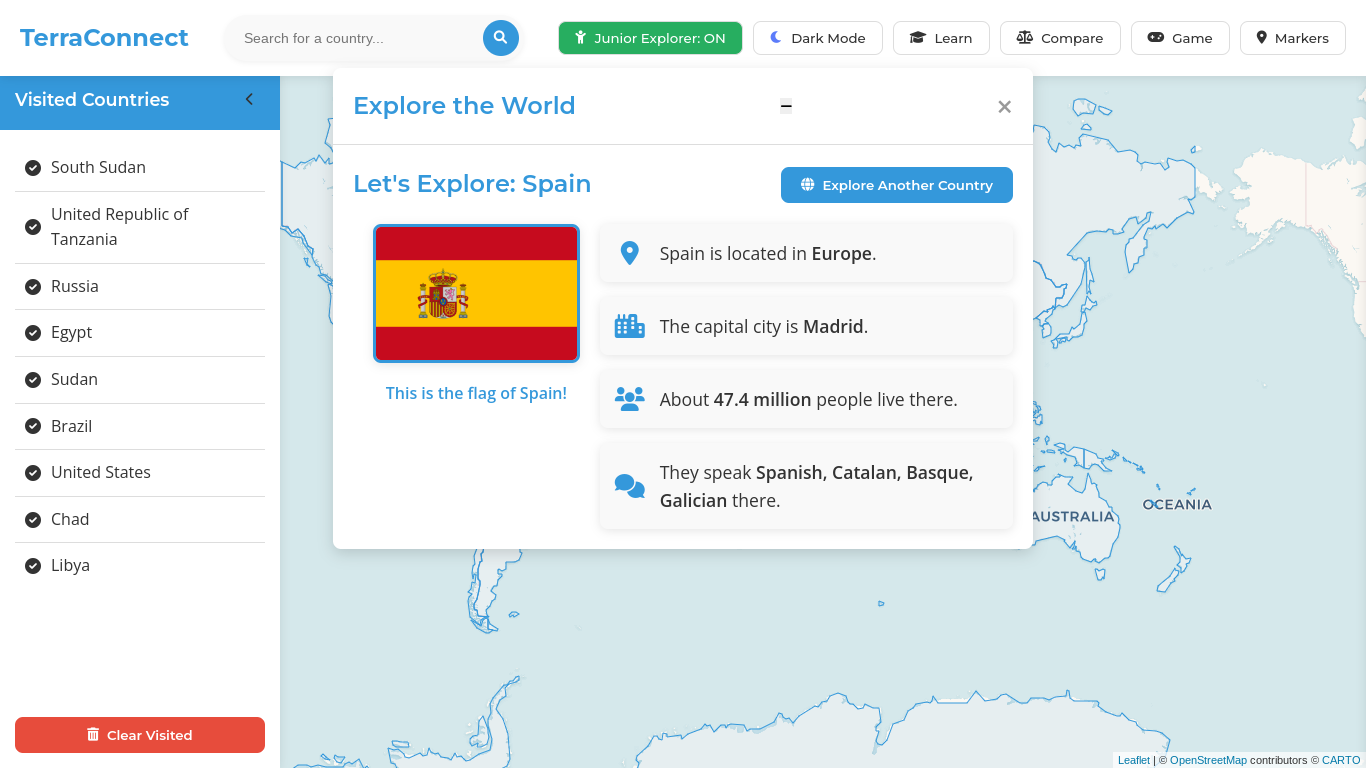 TerraConnect
Search for a country...
Junior Explorer: ON
Dark Mode
Learn
Compare
Game
Markers
Visited Countries
South Sudan
United Republic of
Tanzania
Russia
Egypt
Sudan
Brazil
United States
Chad
Libya
Clear Visited
Explore the World
Let's Explore: Spain
Explore Another Country
This is the flag of Spain!
Spain is located in Europe.
The capital city is Madrid.
About 47.4 million people live there.
They speak Spanish, Catalan, Basque,
Galician there.
AUSTRALIA
OCEANIA
Leaflet | © OpenStreetMap contributors © CARTO